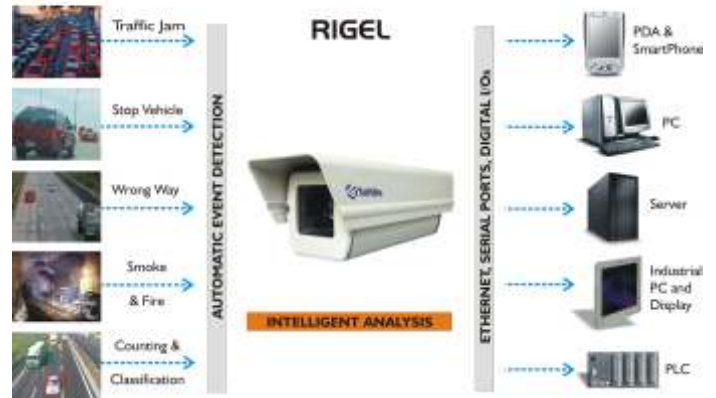 Traffic Jam
Stop Vehicle
Wrong Way
Smoke
& Fire
Counting &
Classification
AUTOMATIC EVENT DETECTION
RIGEL
INTELLIGENT ANALYSIS
ETHERNET, SERIAL PORTS, DIGITAL I/Os
PDA &
SmartPhone
PC
Server
Industrial
PC and
Display
PLC